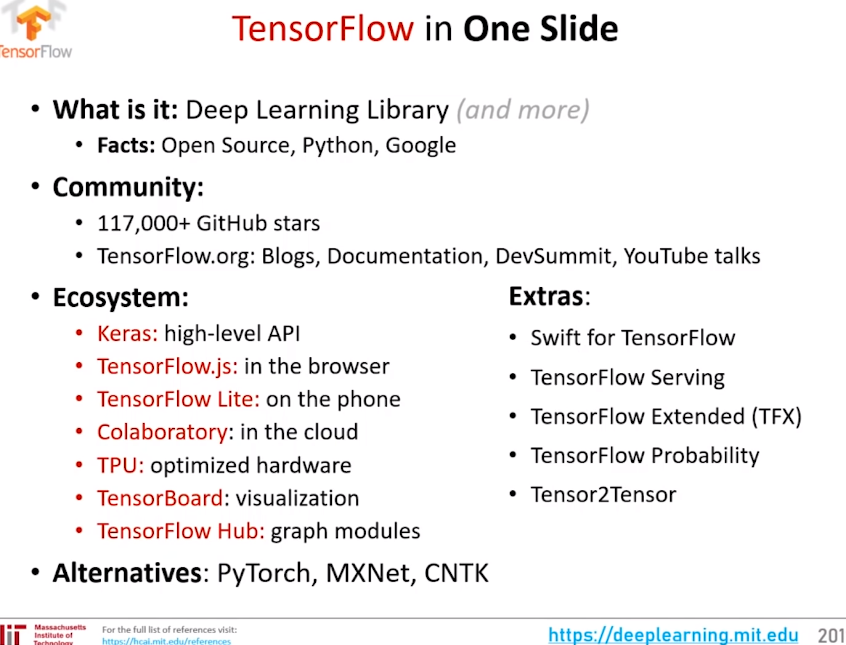 TensorFlow in One Slide
TensorFlow
• What is it: Deep Learning Library (and more)
• Facts: Open Source, Python, Google
• Community:
• 117,000+ GitHub stars
• TensorFlow.org: Blogs, Documentation, DevSummit, YouTube talks
• Ecosystem:
• Keras: high-level API
• TensorFlow.js: in the browser
• TensorFlow Lite: on the phone
• Colaboratory: in the cloud
• TPU: optimized hardware
• TensorBoard: visualization
• TensorFlow Hub: graph modules
Extras:
• Swift for TensorFlow
• TensorFlow Serving
• TensorFlow Extended (TFX)
• TensorFlow Probability
• Tensor2Tensor
• Alternatives: PyTorch, MXNet, CNTK
Massachusetts
Institute of
Technology
For the full list of references visit:
https://hcai.mit.edu/references
https://deeplearning.mit.edu
201